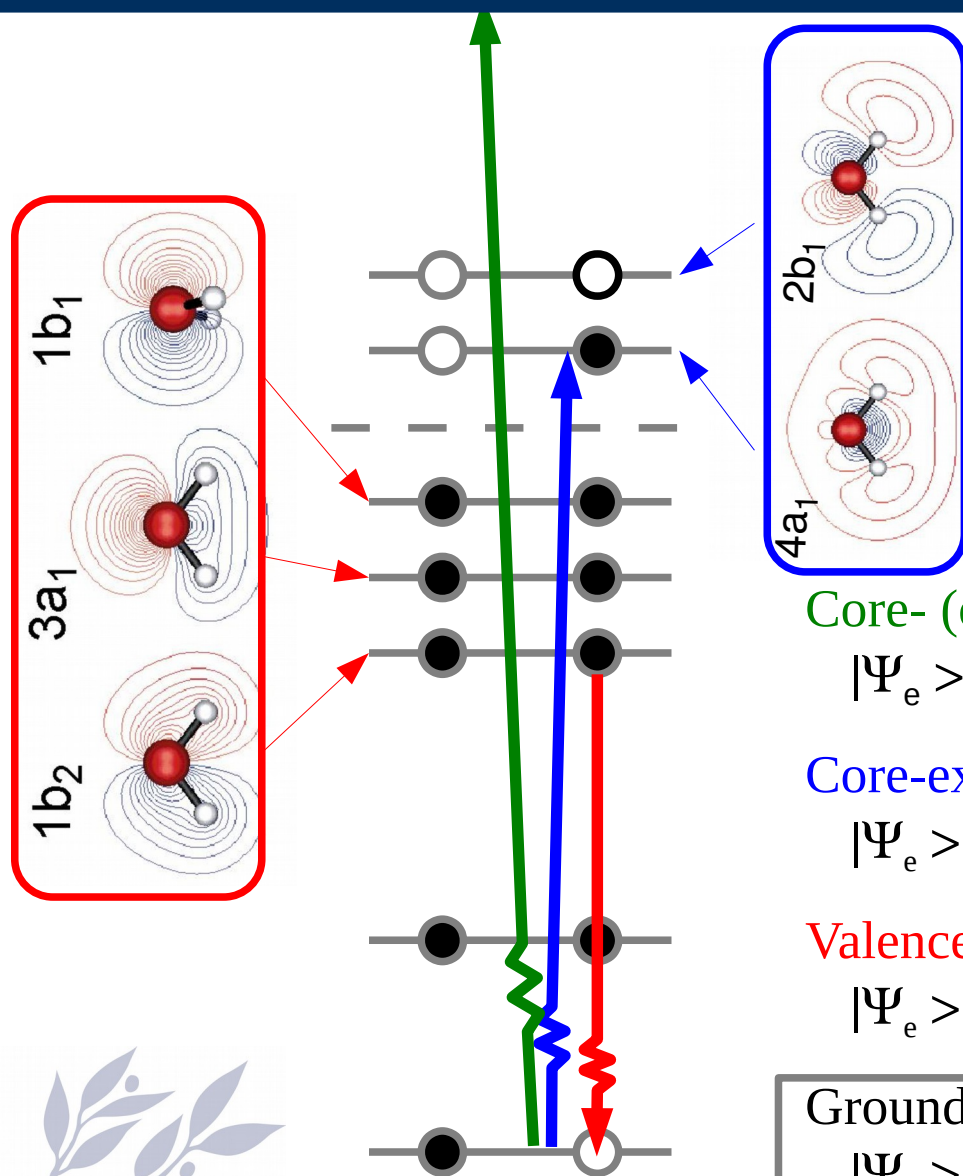 1b1
3a1
1b2
2b1
4a1
Core- (
|Ψe >
Core-ex
|Ψe >
Valence
|Ψe >
Ground
|Ψ >